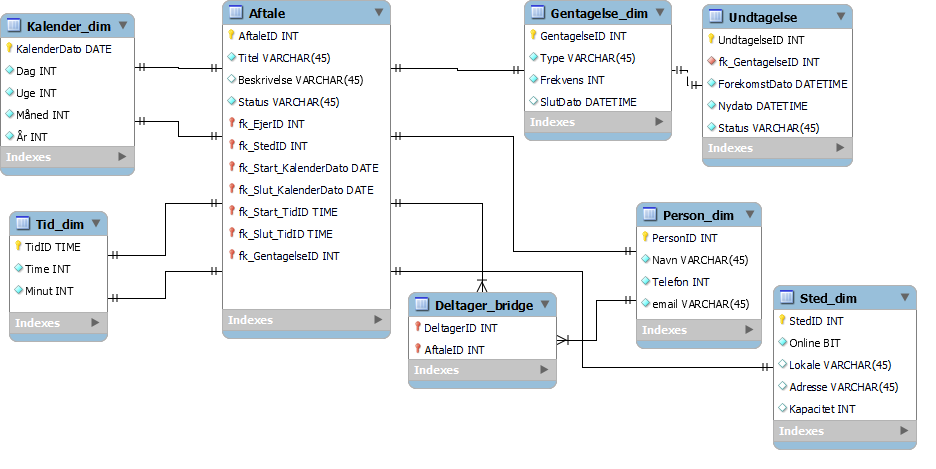 Kalender_dim
KalenderDato DATE
Dag INT
Uge INT
Måned INT
År INT
Indexes
Aftale
AftaleID INT
Titel VARCHAR(45)
Beskrivelse VARCHAR(45)
Status VARCHAR(45)
fk_EjerID INT
fk_StedID INT
fk_Start_KalenderDato DATE
fk_Slut_KalenderDato DATE
fk_Start_TidID TIME
fk_Slut_TidID TIME
fk_GentagelseID INT
Indexes
Gentagelse_dim
GentagelseID INT
Type VARCHAR(45)
Frekvens INT
SlutDato DATETIME
Indexes
Undtagelse
UndtagelseID INT
fk_GentagelseID INT
ForekomstDato DATETIME
Nydato DATETIME
Status VARCHAR(45)
Indexes
Tid_dim
TidID TIME
Time INT
Minut INT
Indexes
Person_dim
PersonID INT
Navn VARCHAR(45)
Telefon INT
email VARCHAR(45)
Indexes
Deltager_bridge
DeltagerID INT
AftaleID INT
Indexes
Sted_dim
StedID INT
Online BIT
Lokale VARCHAR(45)
Adresse VARCHAR(45)
Kapacitet INT
Indexes